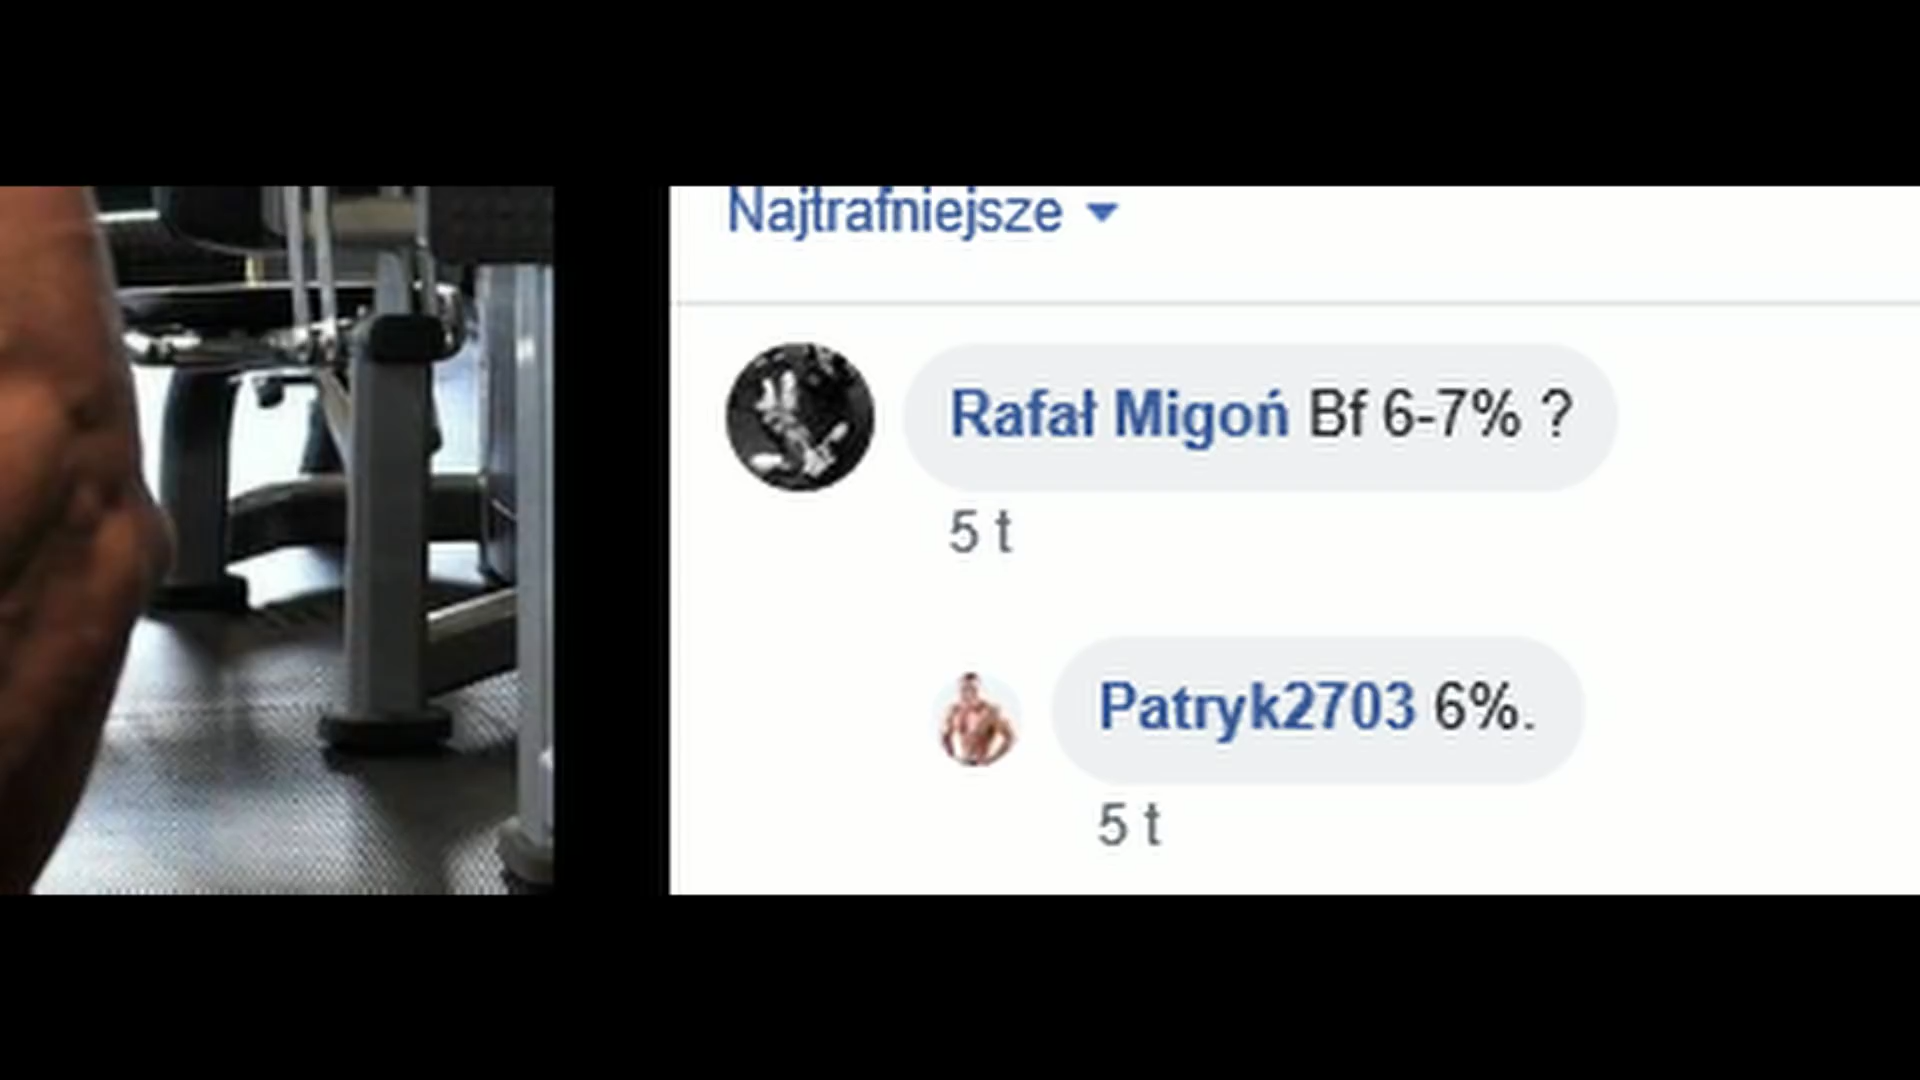 Najtrafniejsze
Rafał Migoń Bf 6-7% ?
5 t
Patryk2703 6%.
5 t